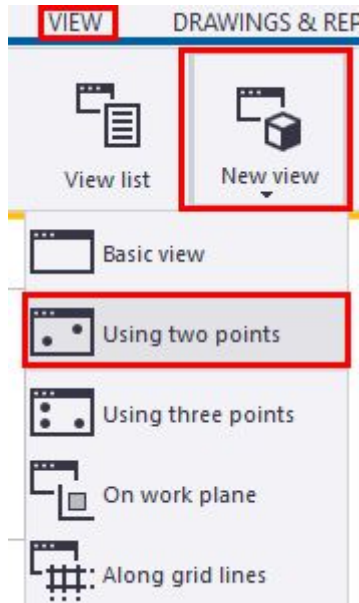 VIEW DRAWINGS & REP
View list New view
Basic view
Using two points
Using three points
On work plane
Along grid lines